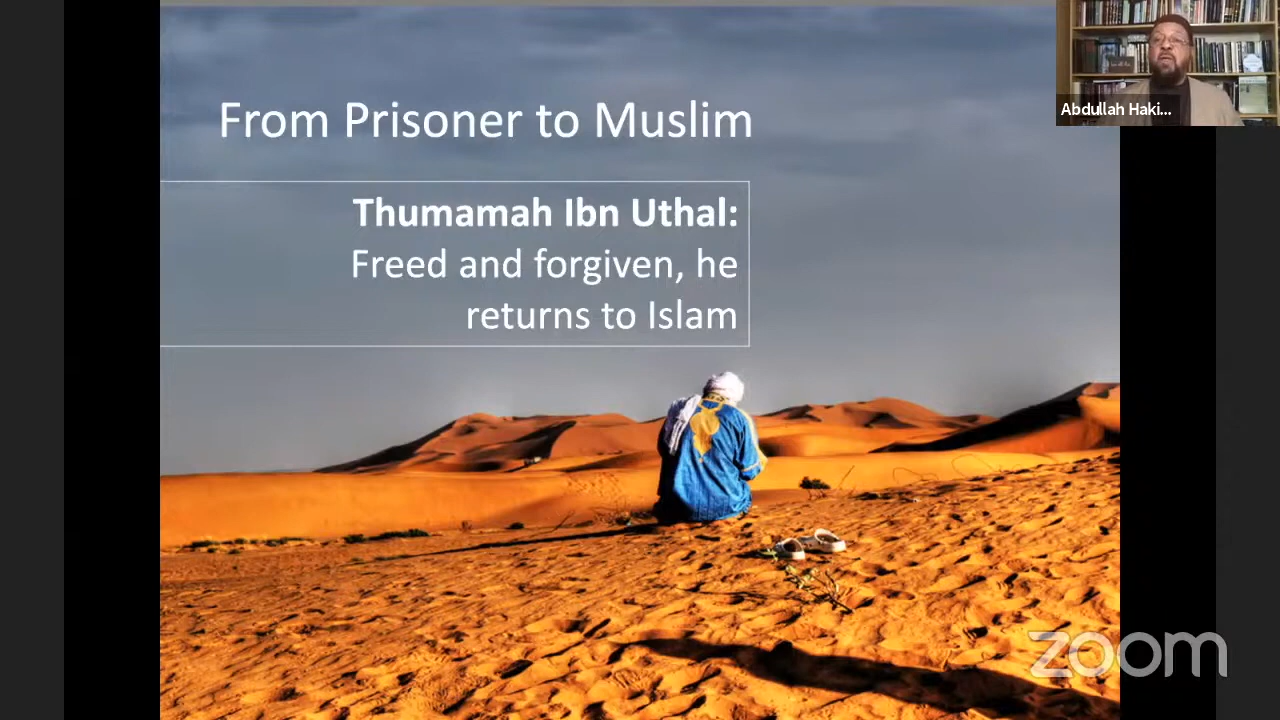 From Prisoner to Muslim
Thumamah Ibn Uthal:
Freed and forgiven, he
returns to Islam
Abdullah Haki...
zoom